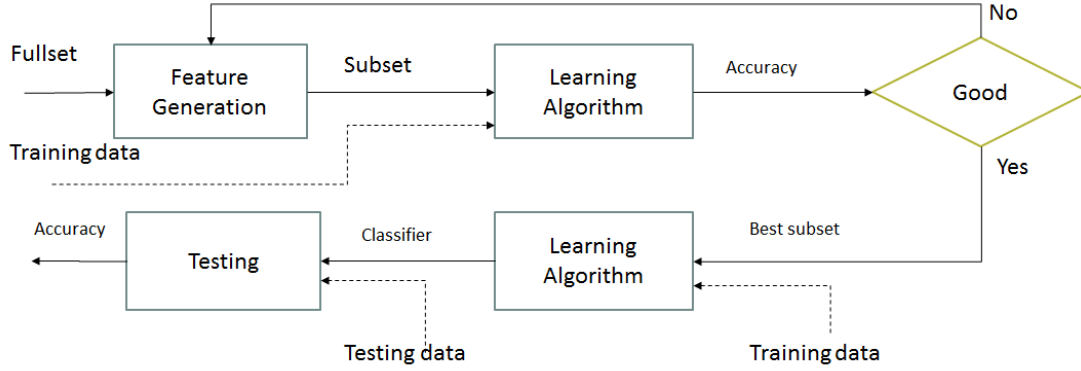 No
Fullset
Feature
Generation
Subset
Learning
Algorithm
Accuracy
Good
Training data
Yes
Accuracy
Testing
Classifier
Learning
Algorithm
Best subset
Testing data
Training data